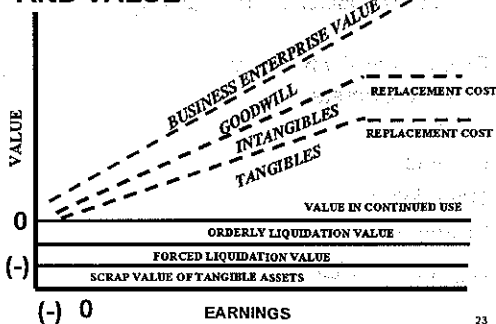 AND VALUE
BUSINESS ENTERPRISE VALUE
GOODWILL
REPLACEMENT COST
INTANGIBLES
REPLACEMENT COST
TANGIBLES
VALUE
VALUE IN CONTINUED USE
0
ORDERLY LIQUIDATION VALUE
FORCED LIQUIDATION VALUE
(-)
SCRAP VALUE OF TANGIBLE ASSETS
(-) 0
EARNINGS
23